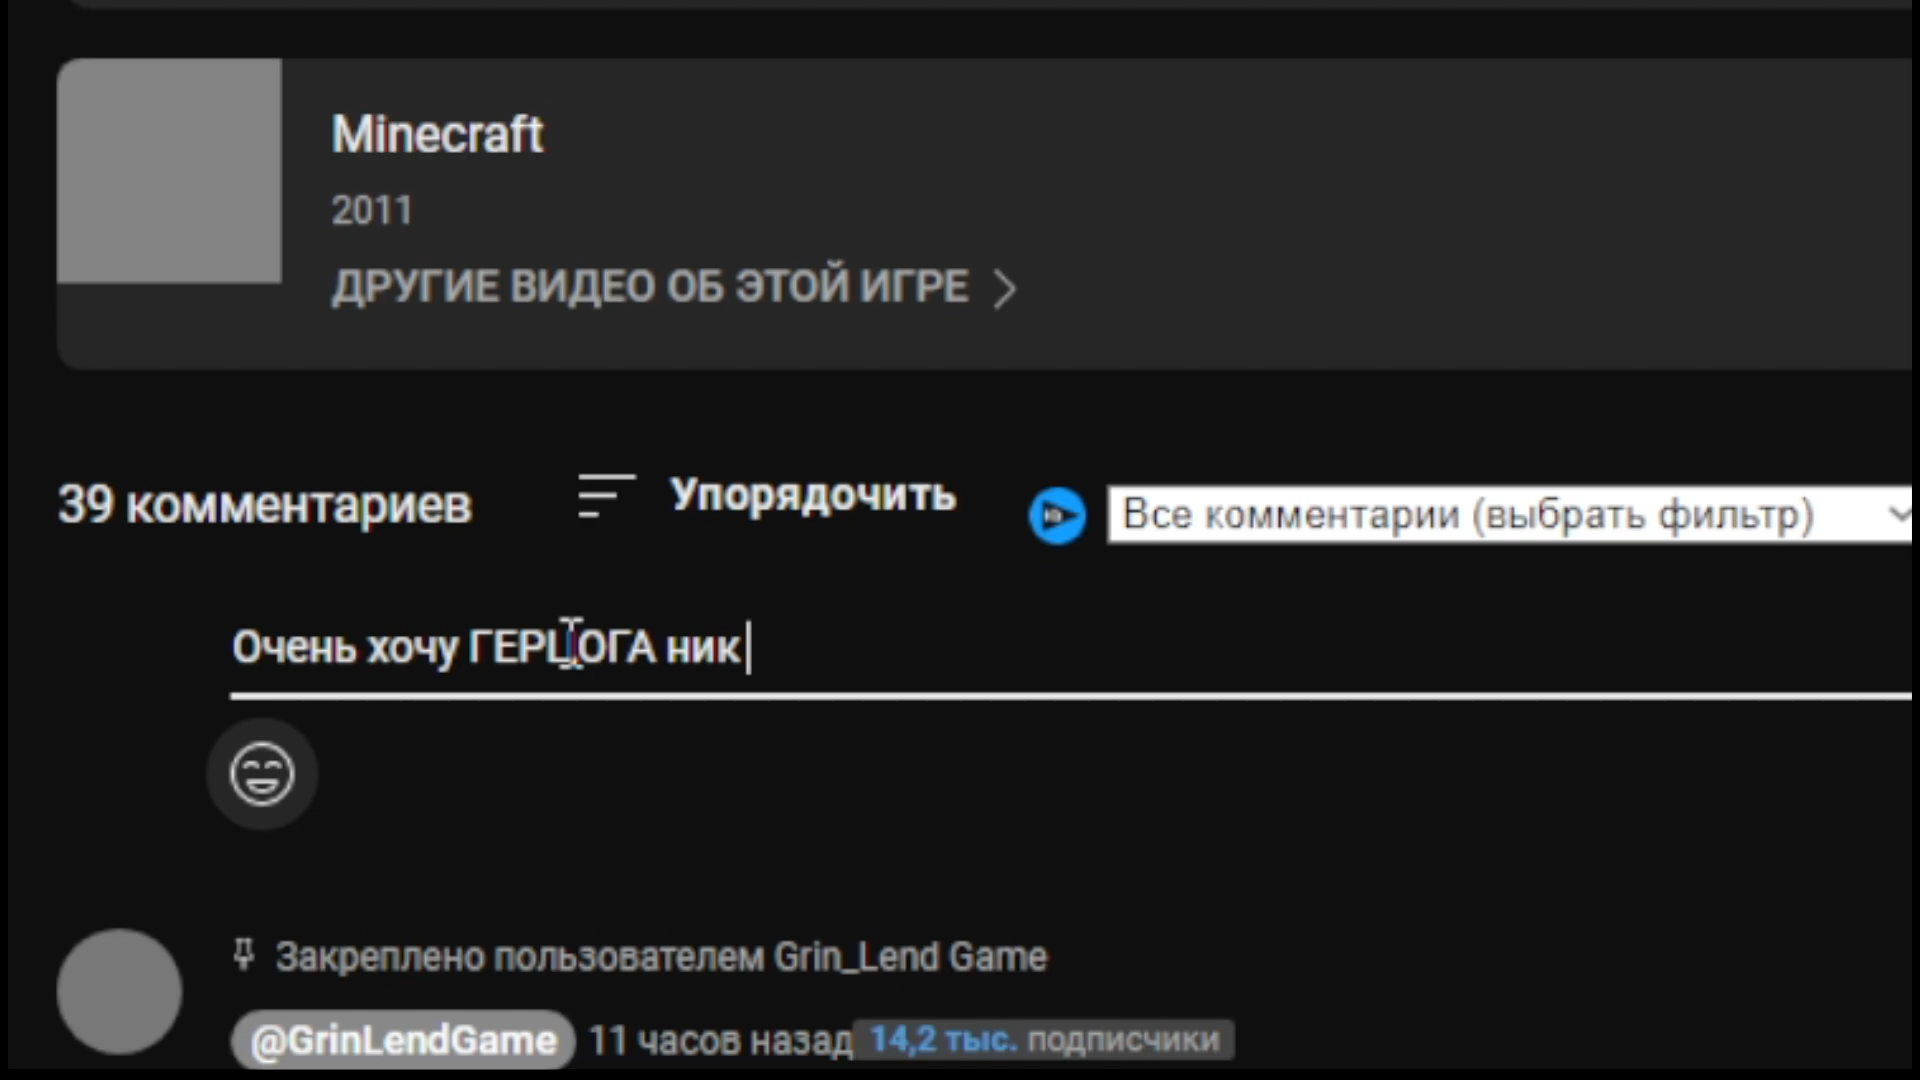 Minecraft
2011
ДРУГИЕ ВИДЕО ОБ ЭТОЙ ИГРЕ
39 комментариев
Упорядочить
Все комментарии (выбрать фильтр)
Очень хочу ГЕРЦОГА ник
Закреплено пользователем Grin_Lend Game
@GrinLendGame 11 часов назад 14,2 тыс. подписчики